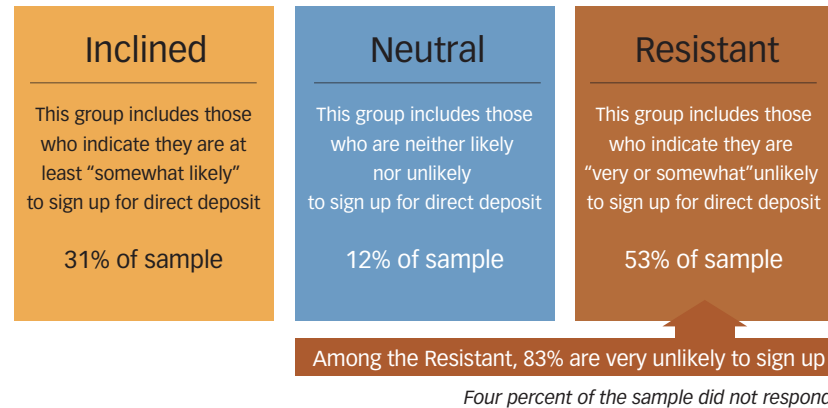 Inclined
This group includes those
who indicate they are at
least “somewhat likely”
to sign up for direct deposit
31% of sample
Neutral
This group includes those
who are neither likely
nor unlikely
to sign up for direct deposit
12% of sample
Resistant
This group includes those
who indicate they are
“very or somewhat”unlikely
to sign up for direct deposit
53% of sample
Among the Resistant, 83% are very unlikely to sign up
Four percent of the sample did not respond